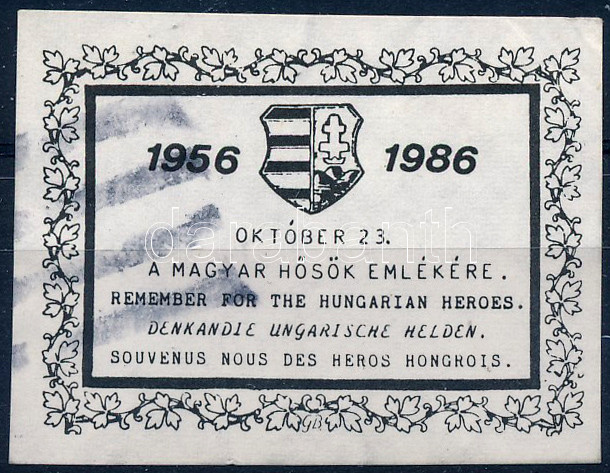 1956 1986
OKTÓBER 23.
A MAGYAR HŐSÖK EMLÉKÉRE.
REMEMBER FOR THE HUNGARIAN HEROES.
DENKANDIE UNGARISCHE HELDEN.
SOUVENUS NOUS DES HEROS HONGROIS.
GB
darabanth